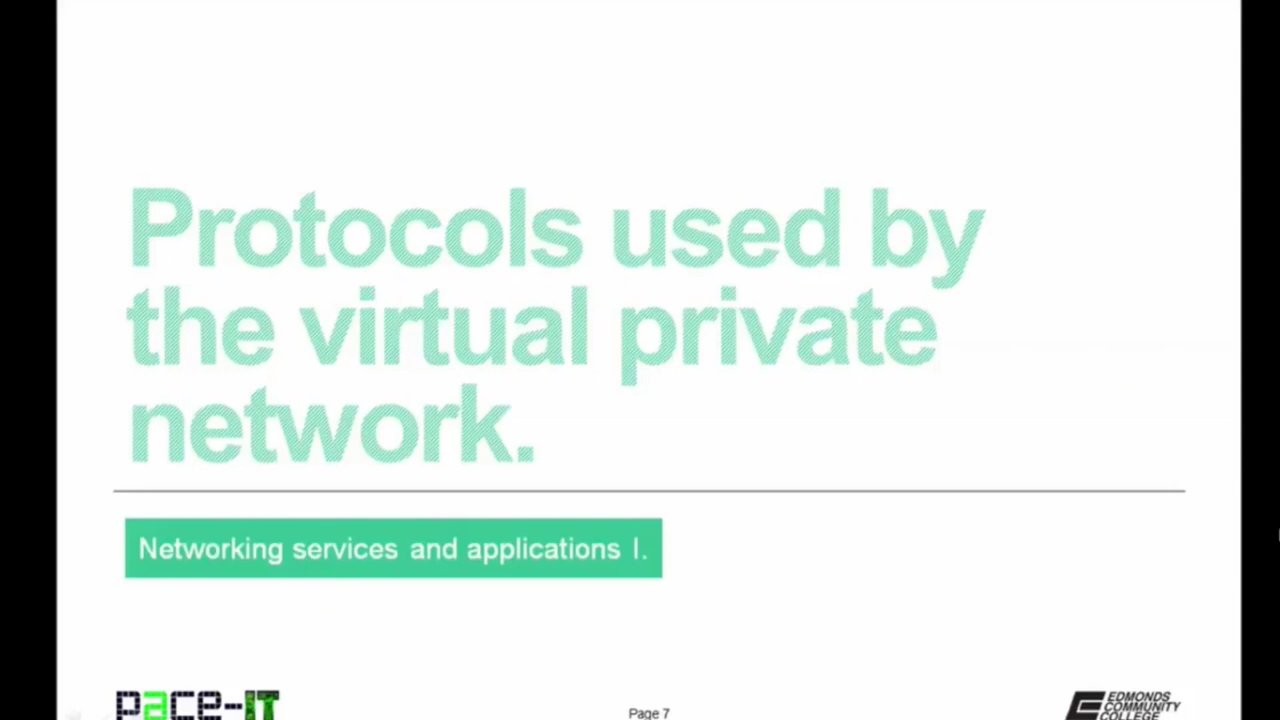 Protocols used by
the virtual private
network.
Networking services and applications I.
pace-IT
Page 7
EDMONDS
COMMUNITY
COLLEGE